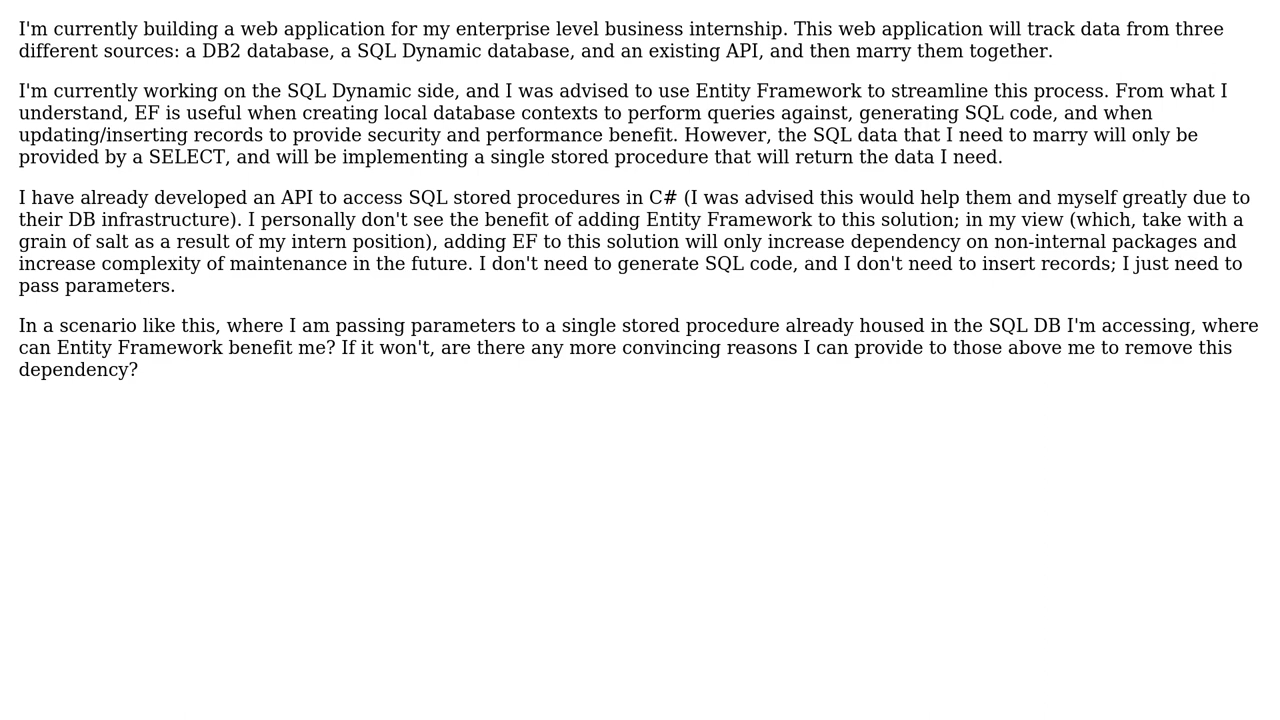 I'm currently building a web application for my enterprise level business internship. This web application will track data from three
different sources: a DB2 database, a SQL Dynamic database, and an existing API, and then marry them together.
I'm currently working on the SQL Dynamic side, and I was advised to use Entity Framework to streamline this process. From what I
understand, EF is useful when creating local database contexts to perform queries against, generating SQL code, and when
updating/inserting records to provide security and performance benefit. However, the SQL data that I need to marry will only be
provided by a SELECT, and will be implementing a single stored procedure that will return the data I need.
I have already developed an API to access SQL stored procedures in C# (I was advised this would help them and myself greatly due to
their DB infrastructure). I personally don't see the benefit of adding Entity Framework to this solution; in my view (which, take with a
grain of salt as a result of my intern position), adding EF to this solution will only increase dependency on non-internal packages and
increase complexity of maintenance in the future. I don't need to generate SQL code, and I don't need to insert records; I just need to
pass parameters.
In a scenario like this, where I am passing parameters to a single stored procedure already housed in the SQL DB I'm accessing, where
can Entity Framework benefit me? If it won't, are there any more convincing reasons I can provide to those above me to remove this
dependency?